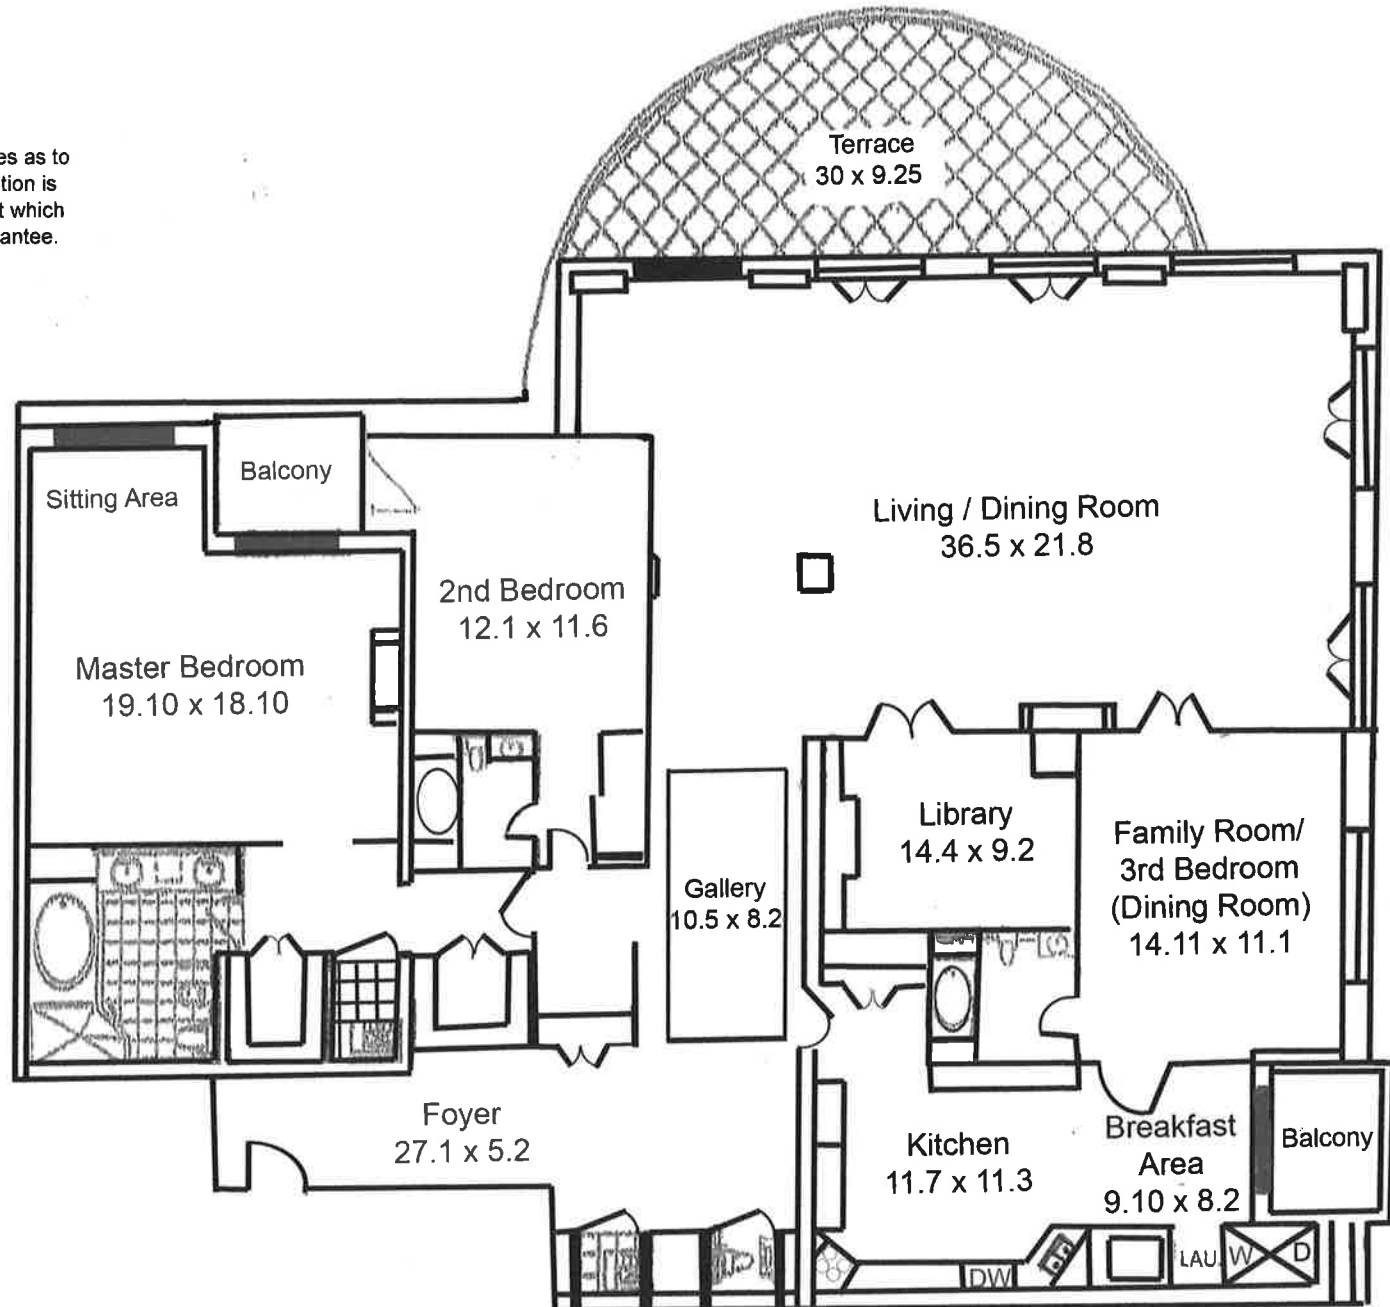 es as to
tion is
t which
antee.
Terrace
30 x 9.25
Sitting Area
Balcony
Living / Dining Room
36.5 x 21.8
2nd Bedroom
12.1 x 11.6
Master Bedroom
19.10 x 18.10
Library
14.4 x 9.2
Family Room/
3rd Bedroom
(Dining Room)
14.11 x 11.1
Gallery
10.5 x 8.2
Foyer
27.1 x 5.2
Kitchen
11.7 x 11.3
Breakfast
Area
9.10 x 8.2
Balcony
DW
LAU.
W
D